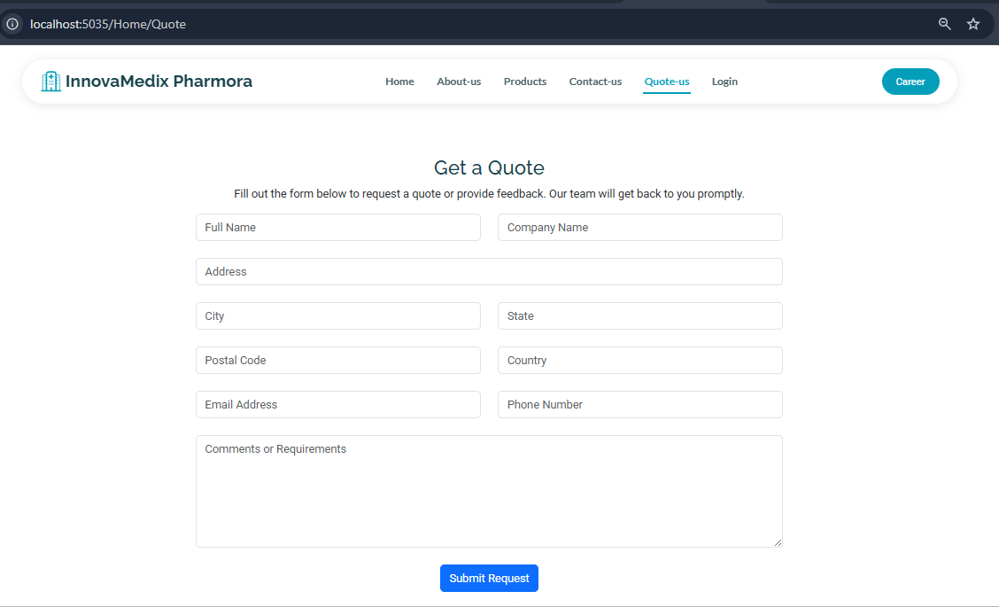 localhost:5035/Home/Quote
InnovaMedix Pharmora Home About-us Products Contact-us Quote-us Login Career
Get a Quote
Fill out the form below to request a quote or provide feedback. Our team will get back to you promptly.
Full Name Company Name
Address
City State
Postal Code Country
Email Address Phone Number
Comments or Requirements
Submit Request